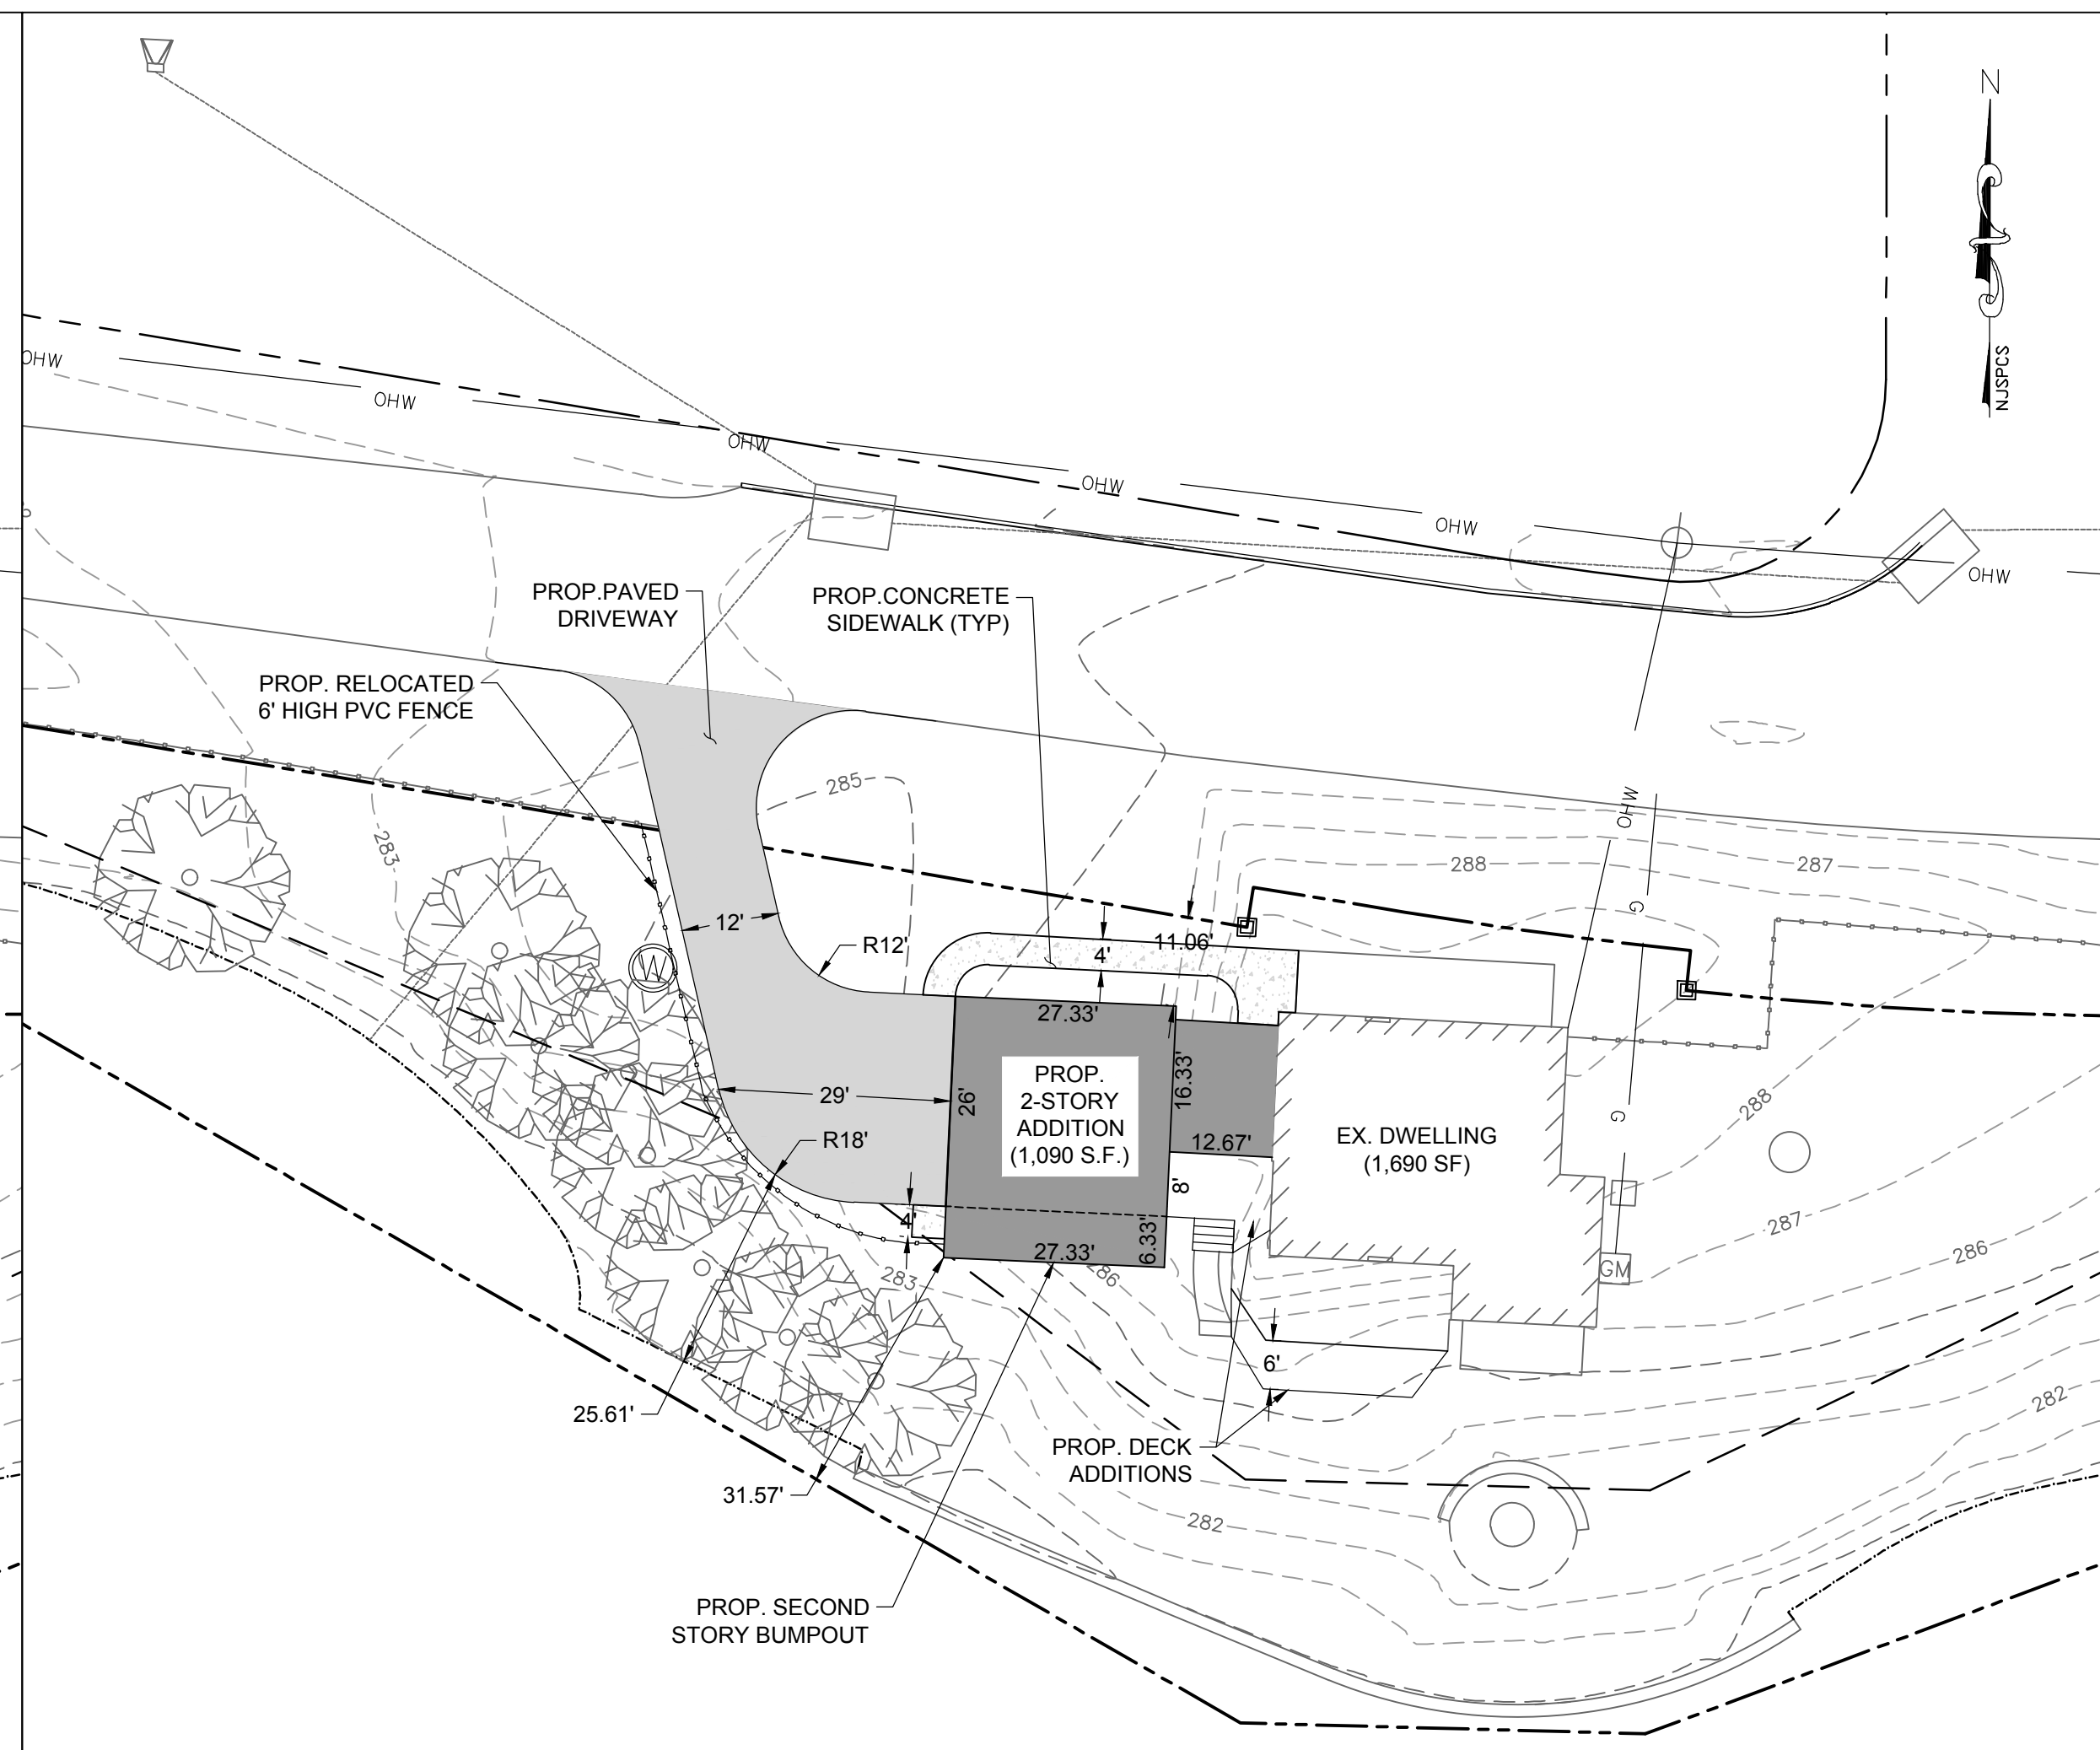 N
NJSPCS
OHW
OHW
OHW
OHW
OHW
OHW
PROP.PAVED
DRIVEWAY
PROP.CONCRETE
SIDEWALK (TYP)
PROP. RELOCATED
6' HIGH PVC FENCE
285
283
OHW
288
287
G
12'
R12'
11.06'
4'
W
27.33'
29'
26'
PROP.
2-STORY
ADDITION
(1,090 S.F.)
16.33'
12.67'
EX. DWELLING
(1,690 SF)
G
288
R18'
8'
4'
27.33'
6.33'
287
286
GM
283
286
6'
25.61'
282
PROP. DECK
ADDITIONS
31.57'
282
PROP. SECOND
STORY BUMPOUT